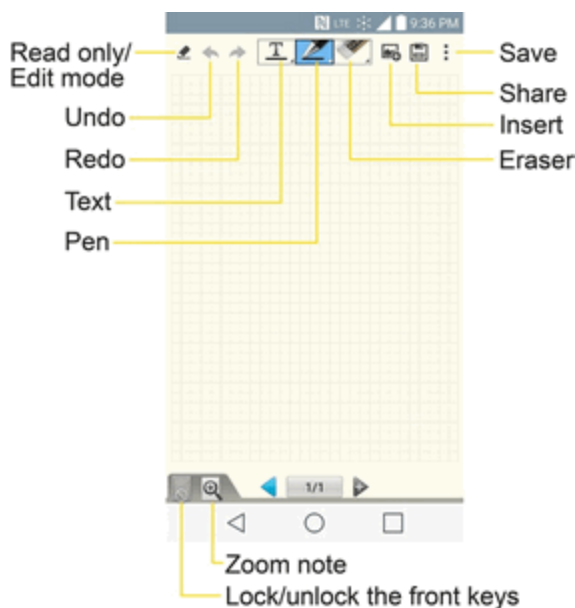 LTE 9:36 PM
Read only/
Edit mode
Undo
Redo
Text
Pen
T
Save
Share
Insert
Eraser
1/1
Zoom note
Lock/unlock the front keys